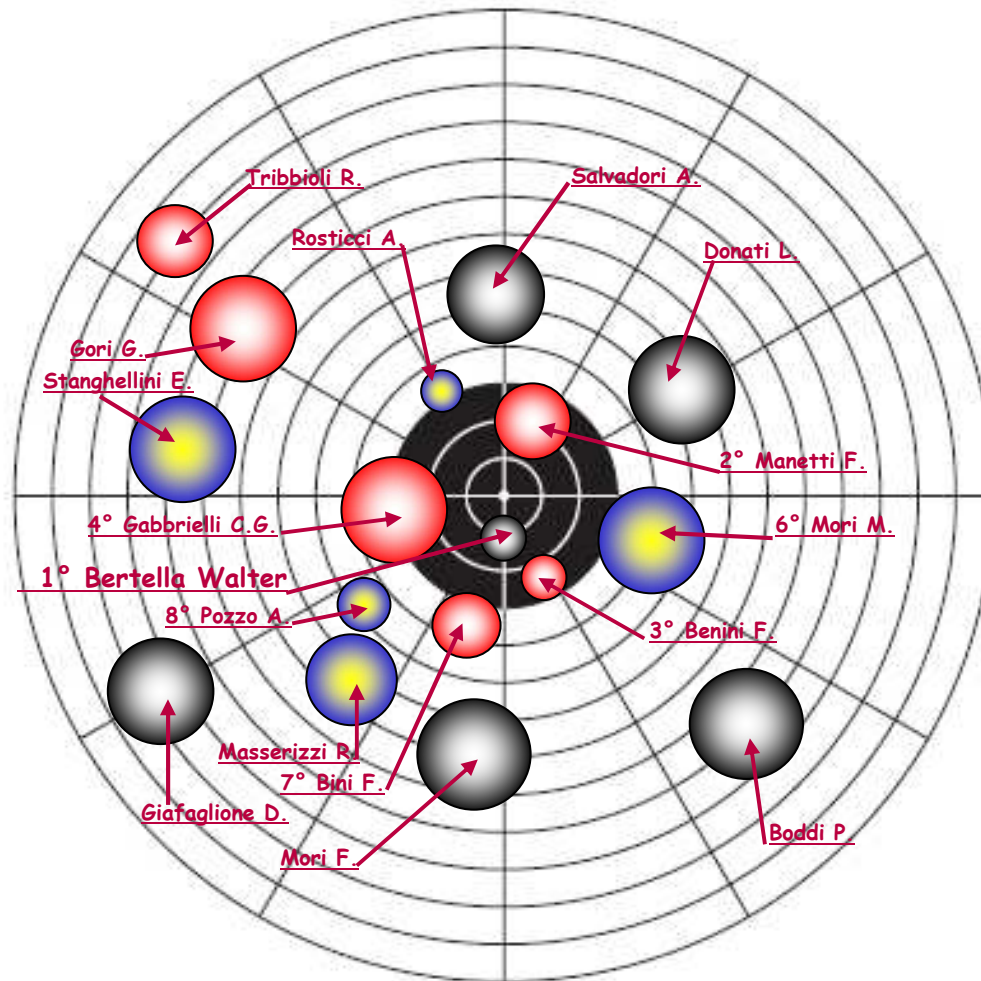 Tribbioli R.
Salvadori A.
Rosticci A
Donati L.
Gori G.
Stanghellini E.
2° Manetti F.
4° Gabbrielli C.G.
6° Mori M.
1° Bertella Walter
8° Pozzo A.
3° Benini F.
Masserizzi R.
7° Bini F.
Giafaglione D.
Boddi P
Mori F.